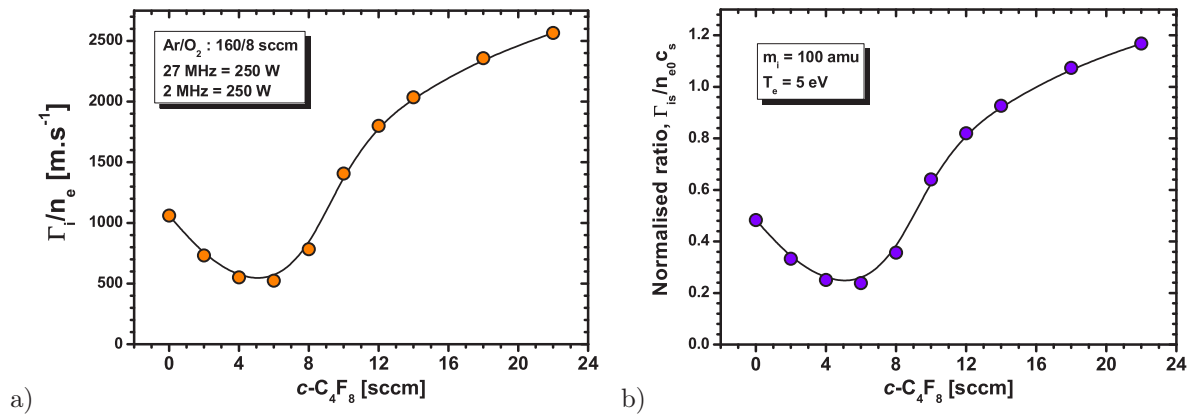 2500
2000
1500
1000
500
0
Γi/ne [m.s-1]
Ar/O2 : 160/8 sccm
27 MHz = 250 W
2 MHz = 250 W
0 4 8 12 16 20 24
c-C4F8 [sccm]
a)
1.2
1.0
0.8
0.6
0.4
0.2
0.0
Normalised ratio, Γis/ne0cs
mi = 100 amu
Te = 5 eV
0 4 8 12 16 20 24
c-C4F8 [sccm]
b)